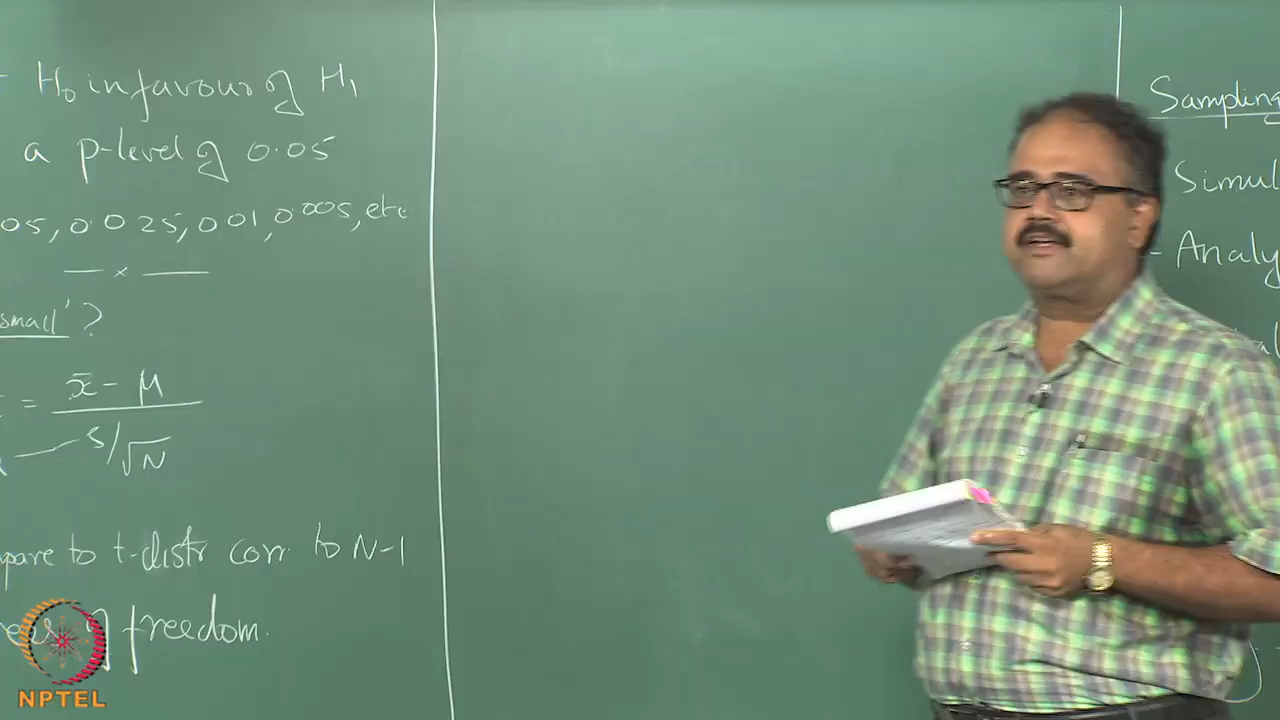 H₀ in favour of H₁
a p-level of 0.05
05, 0.025, 0.01, 0.005, etc
— × —
small' ?
= x̄ - μ
s/√N
pare to t-distr corr. to N-1
of freedom.
NPTEL
Sampling
Simul
- Analy